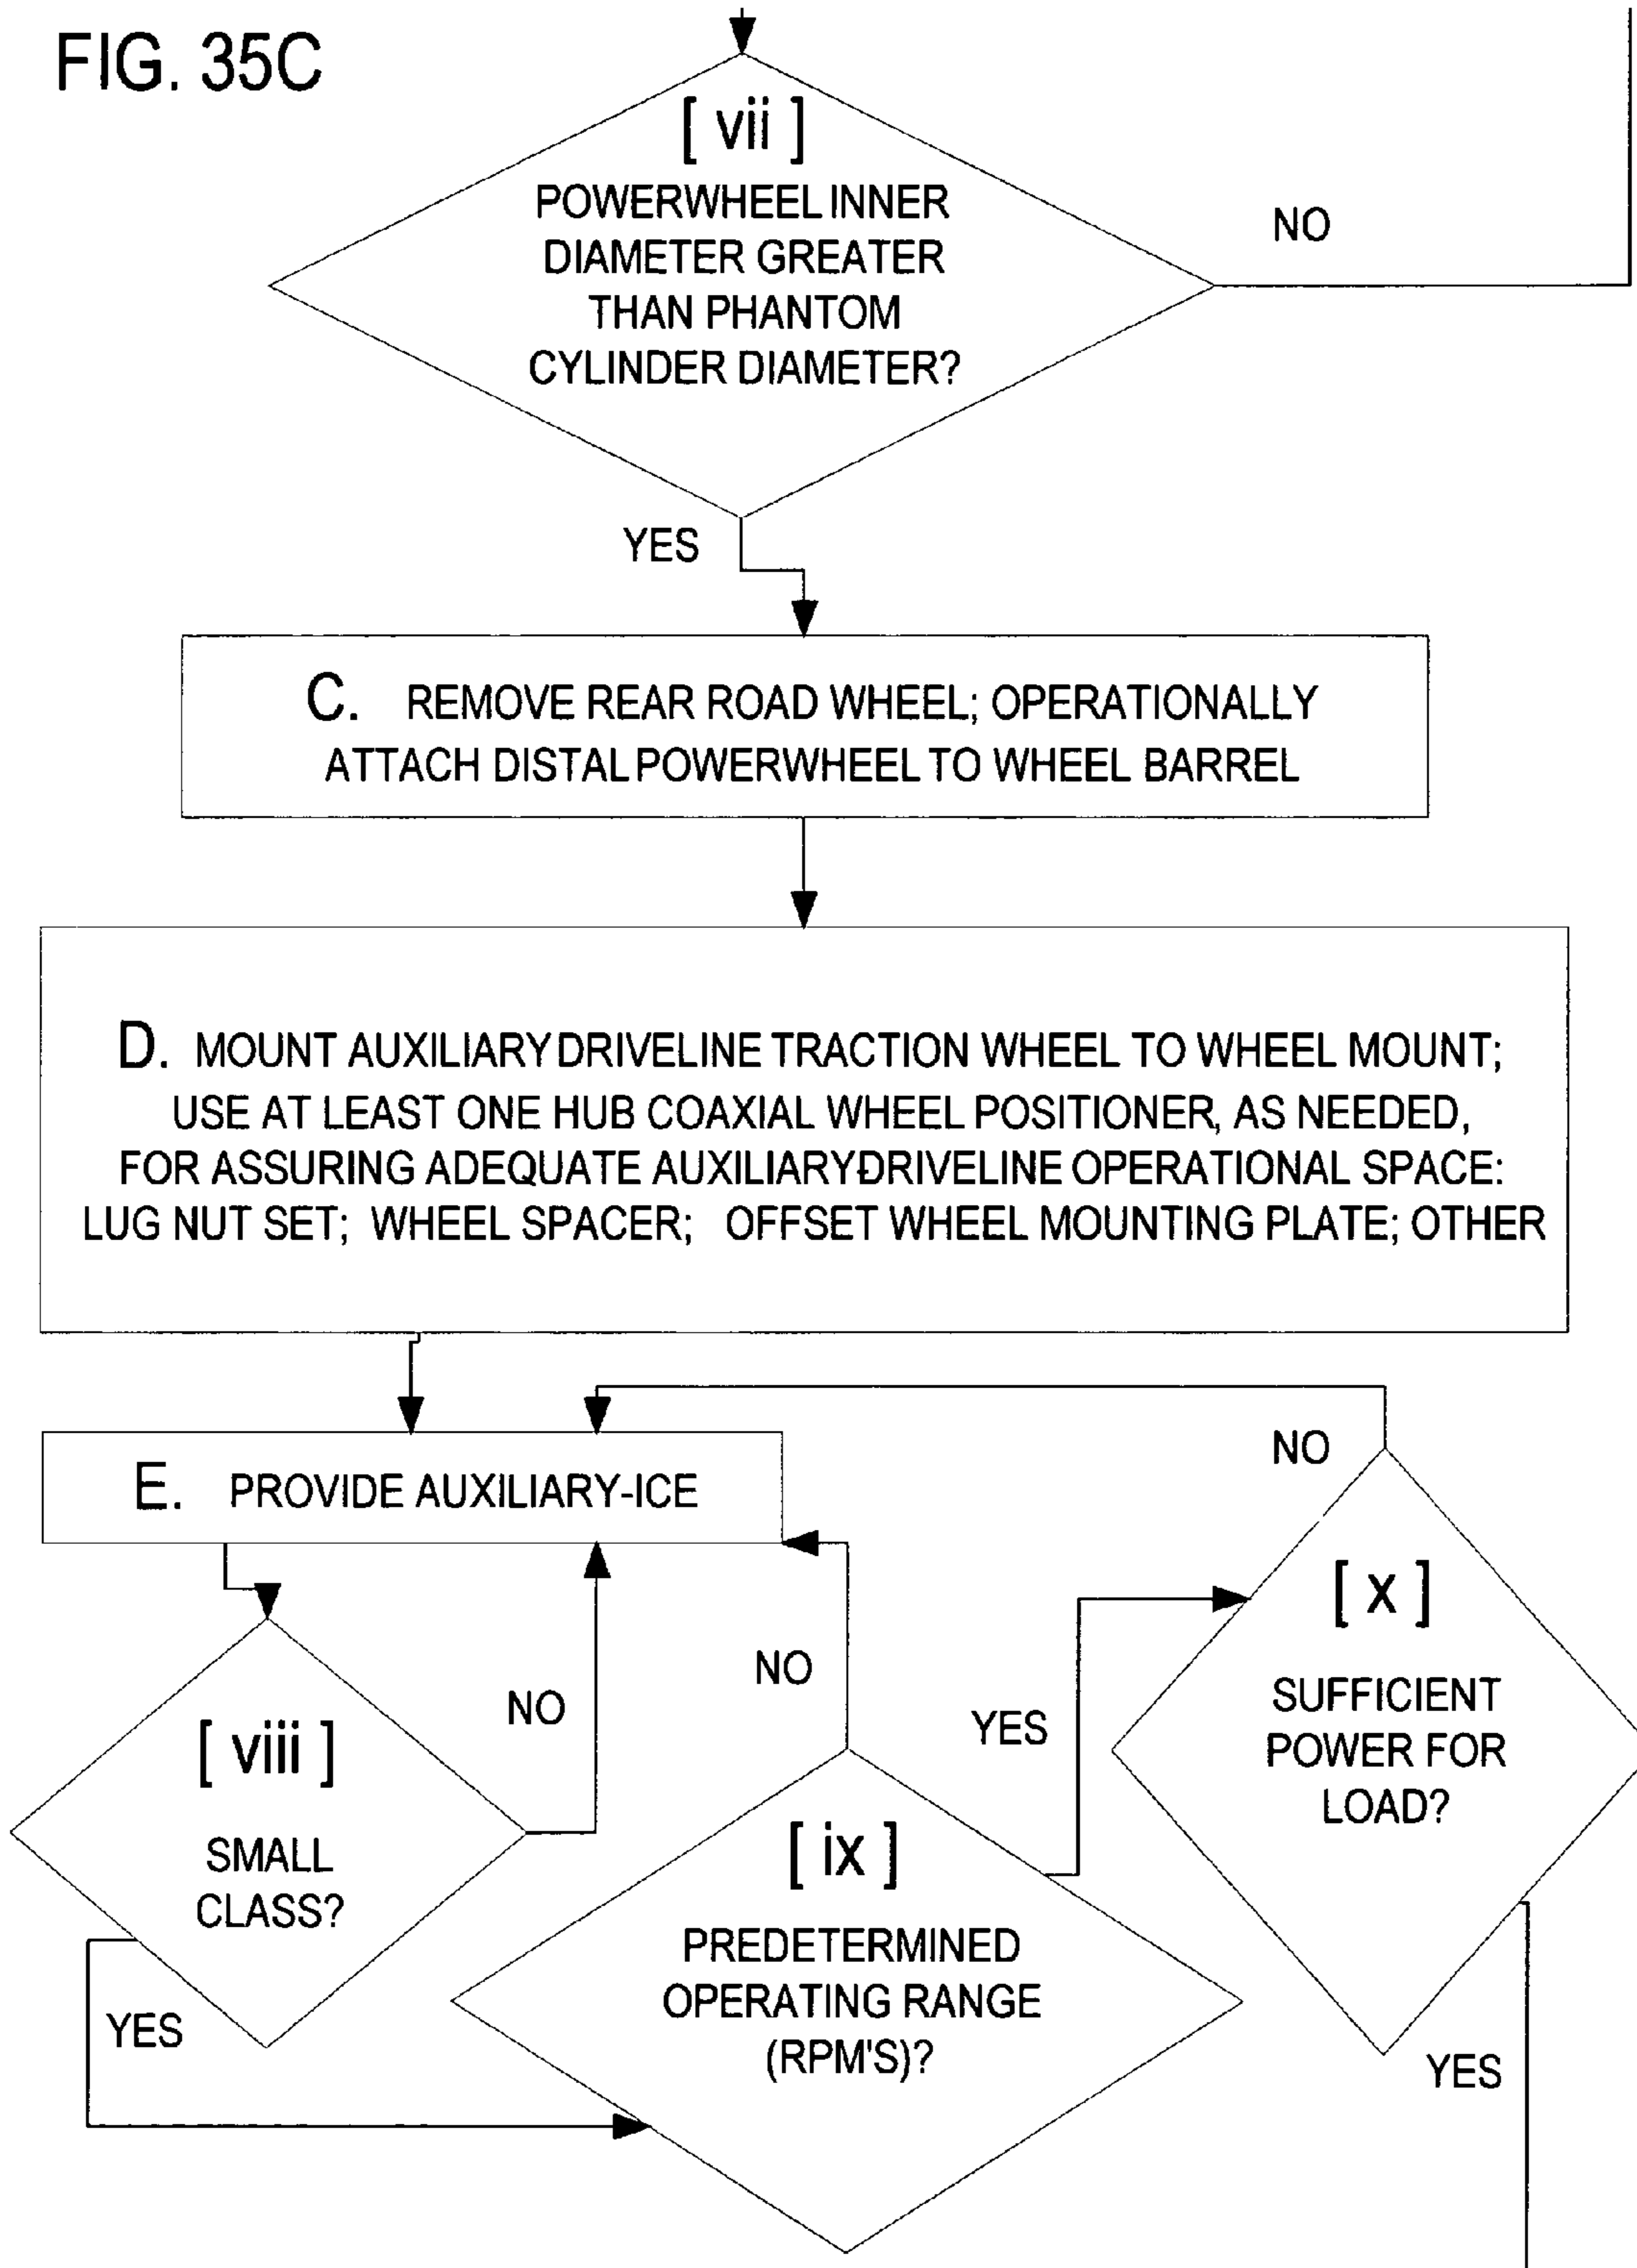 FIG. 35C
[ vii ]
POWERWHEEL INNER
DIAMETER GREATER
THAN PHANTOM
CYLINDER DIAMETER?
NO
YES
C. REMOVE REAR ROAD WHEEL; OPERATIONALLY
ATTACH DISTAL POWERWHEEL TO WHEEL BARREL
D. MOUNT AUXILIARY DRIVELINE TRACTION WHEEL TO WHEEL MOUNT;
USE AT LEAST ONE HUB COAXIAL WHEEL POSITIONER, AS NEEDED,
FOR ASSURING ADEQUATE AUXILIARY DRIVELINE OPERATIONAL SPACE:
LUG NUT SET; WHEEL SPACER; OFFSET WHEEL MOUNTING PLATE; OTHER
E. PROVIDE AUXILIARY-ICE
[ viii ]
SMALL
CLASS?
NO
YES
[ ix ]
PREDETERMINED
OPERATING RANGE
(RPM'S)?
NO
YES
[ x ]
SUFFICIENT
POWER FOR
LOAD?
NO
YES